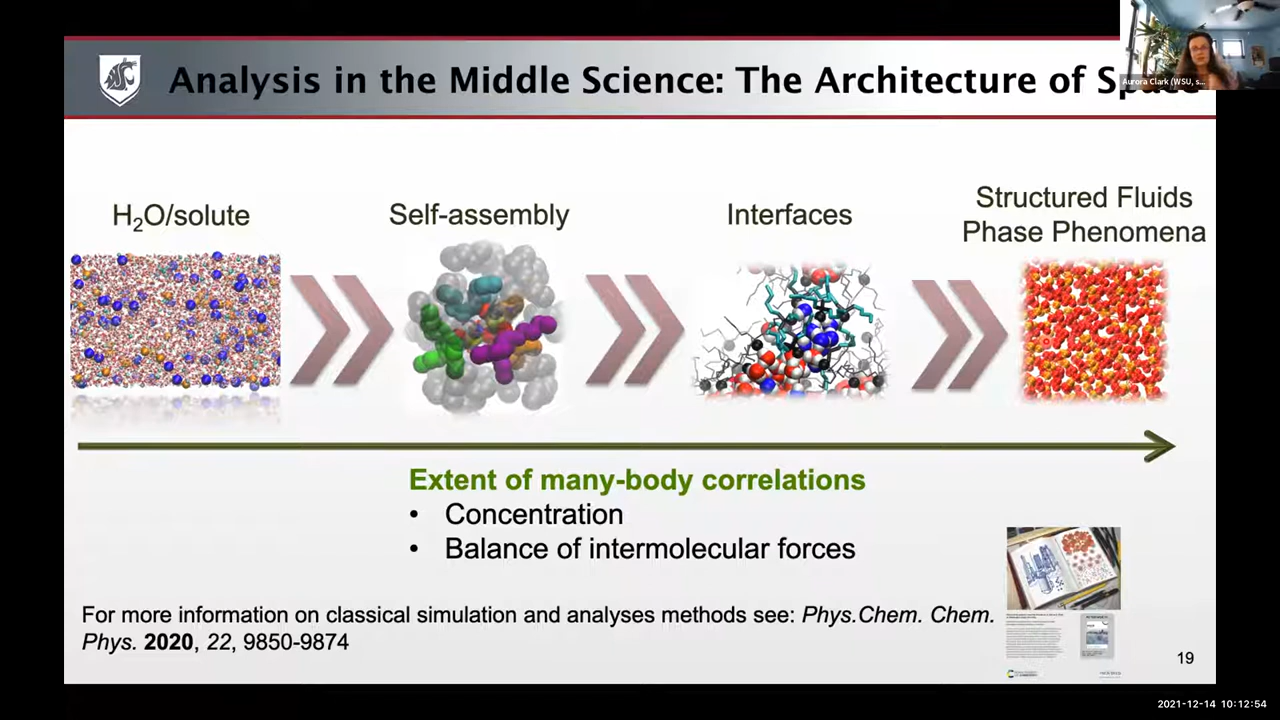 Analysis in the Middle Science: The Architecture of Space
Aurora Clark (WSU, s...
H₂O/solute
Self-assembly
Interfaces
Structured Fluids
Phase Phenomena
Extent of many-body correlations
• Concentration
• Balance of intermolecular forces
For more information on classical simulation and analyses methods see: Phys.Chem. Chem.
Phys. 2020, 22, 9850-9874
19
2021-12-14 10:12:54